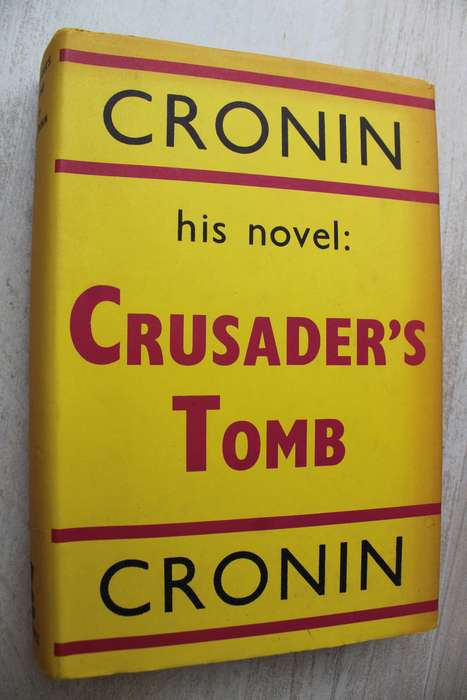 CRONIN
his novel:
CRUSADER'S
TOMB
CRONIN